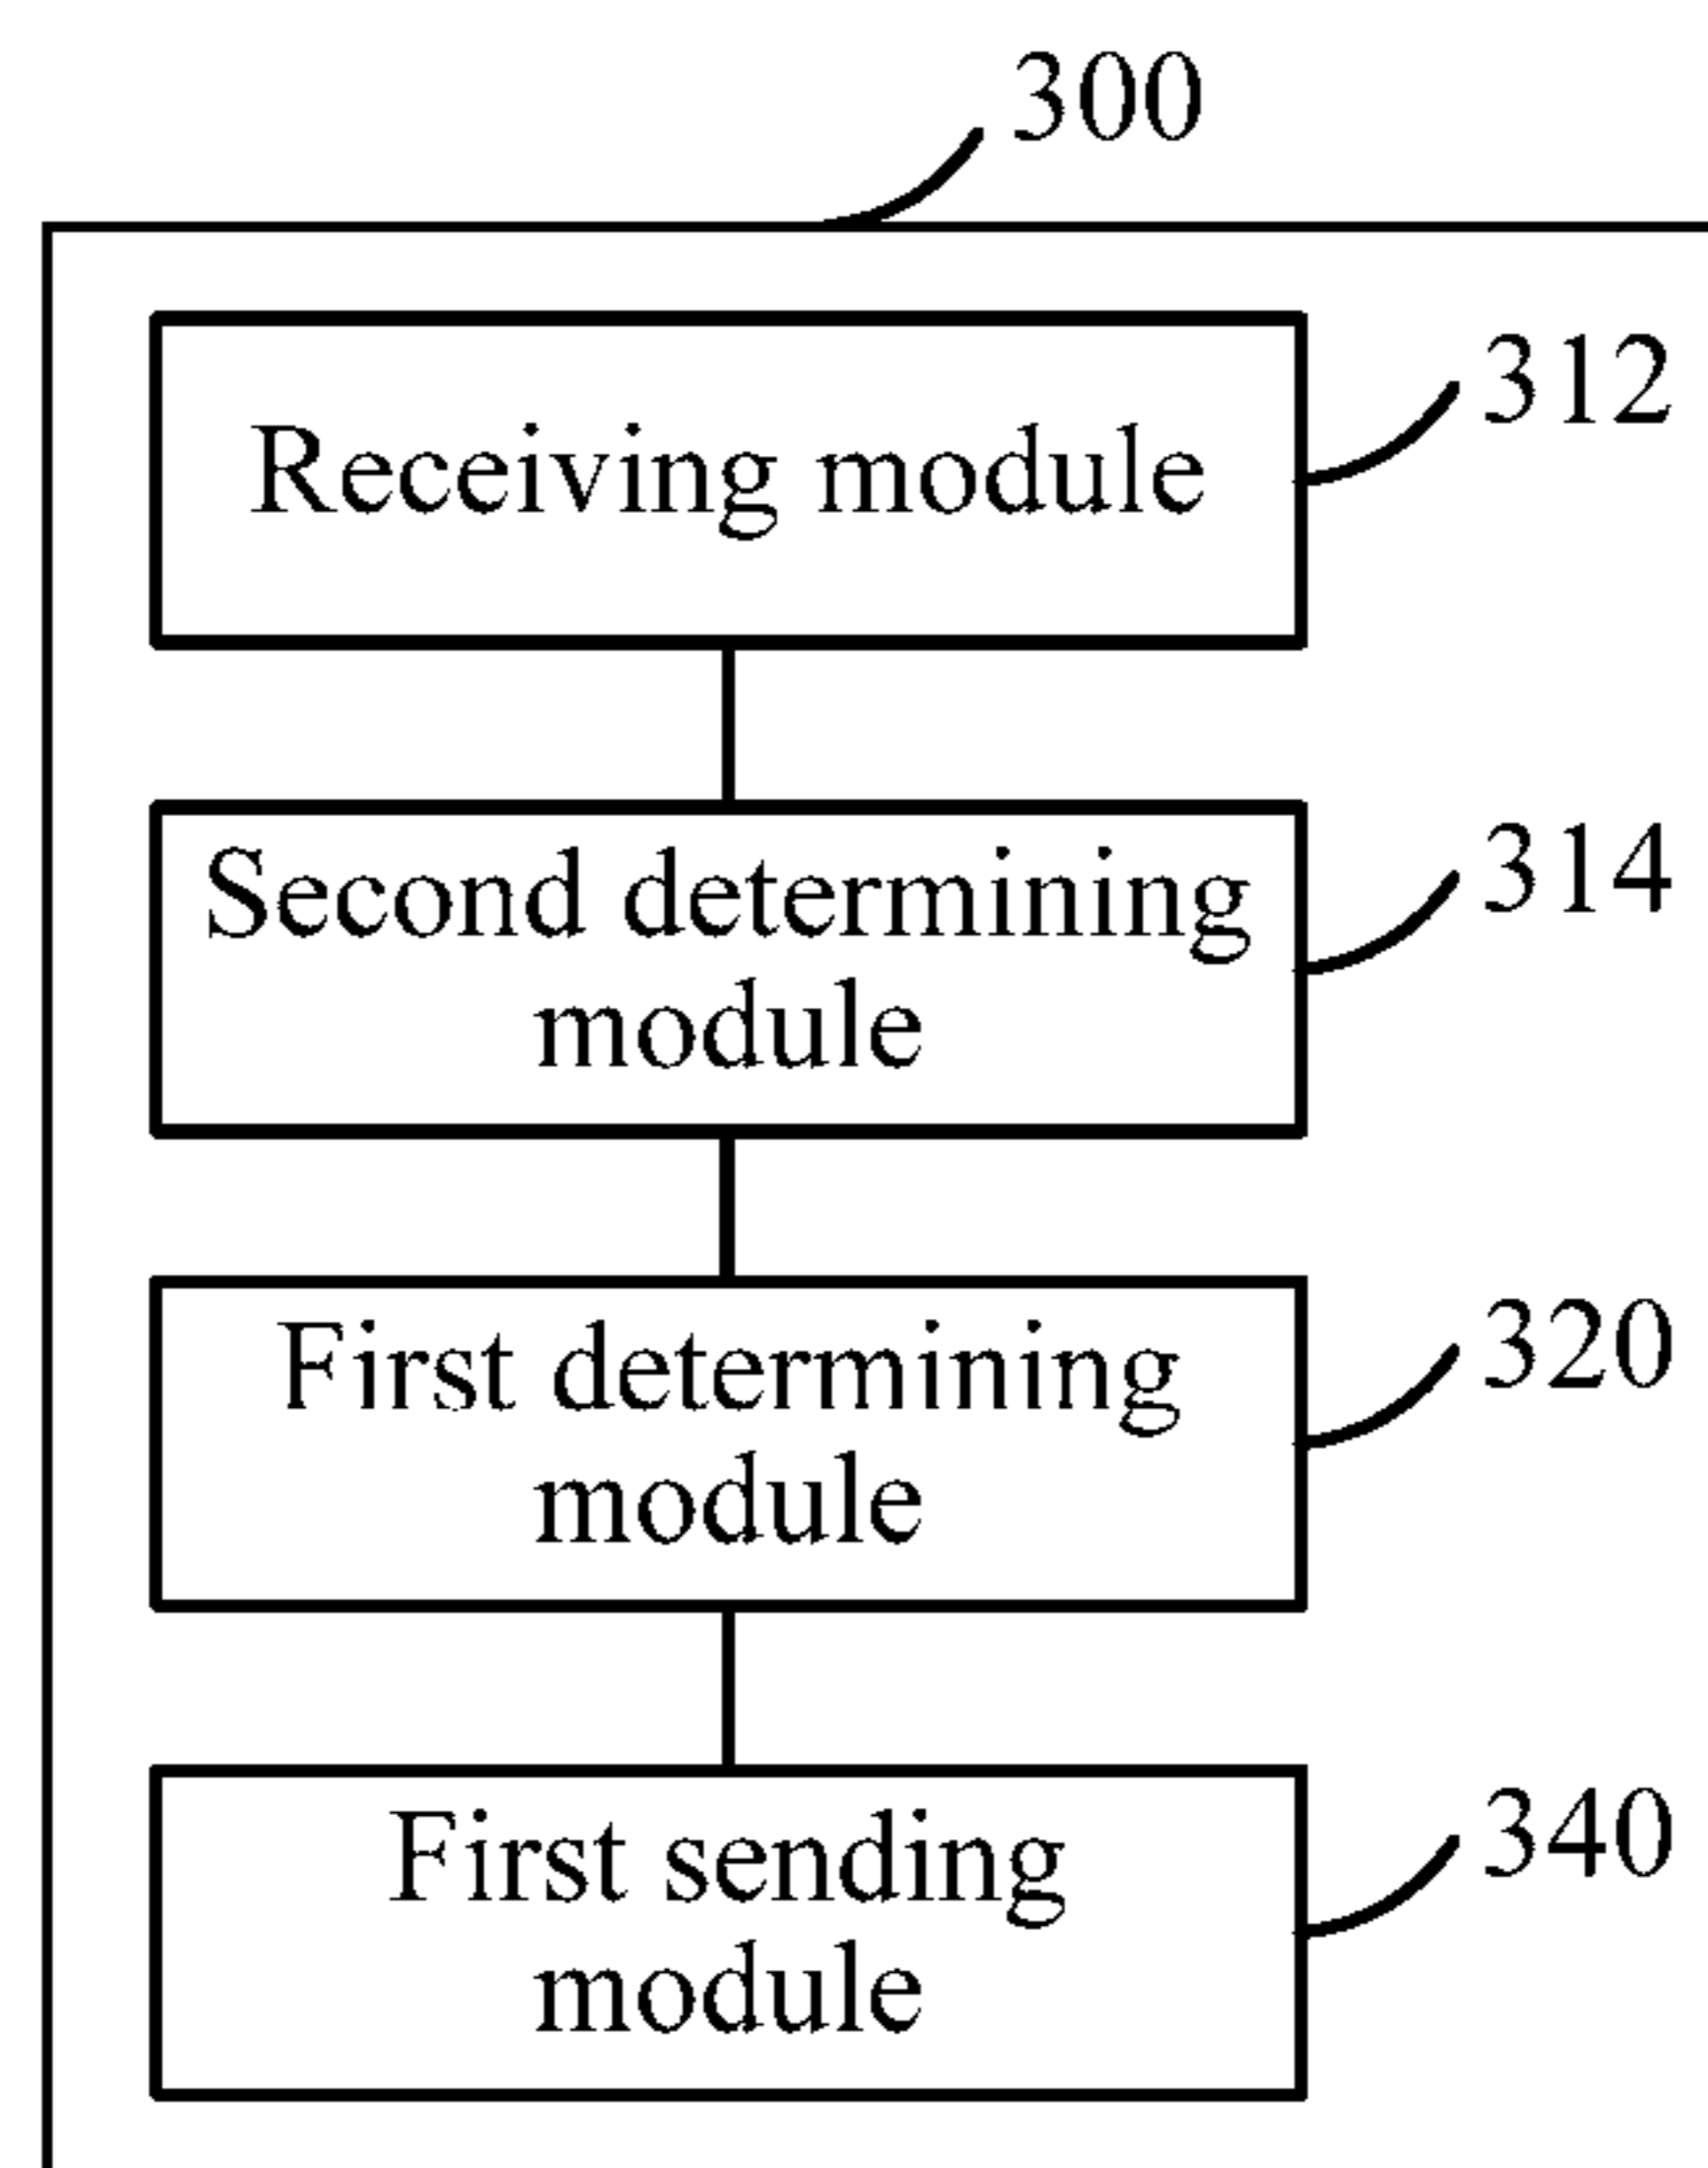 300
312
Receiving module
314
Second determining
module
320
First determining
module
340
First sending
module